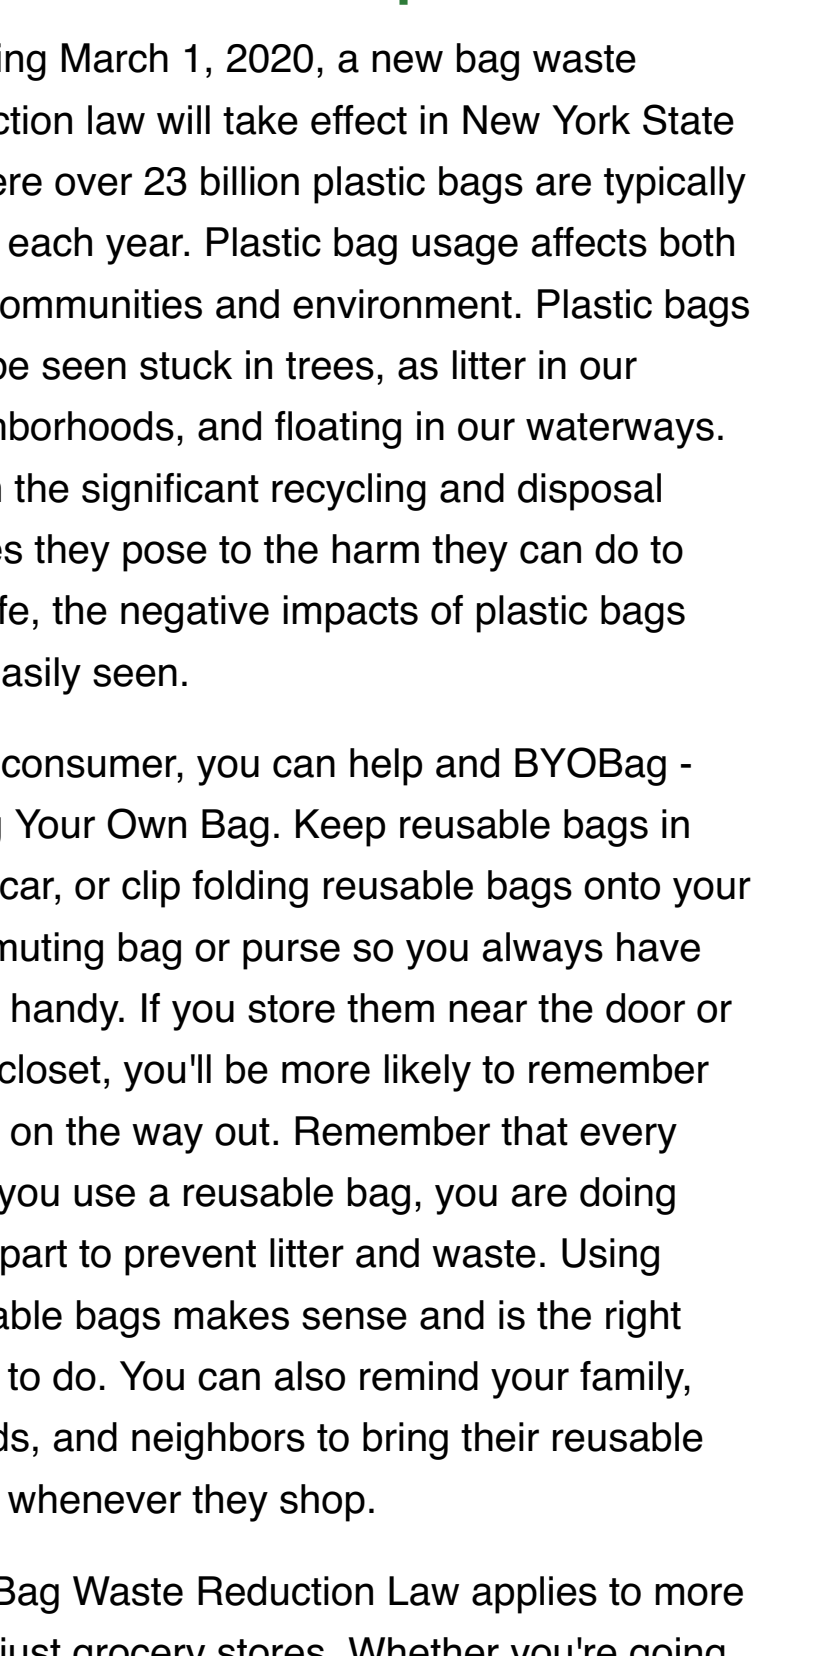 ing March 1, 2020, a new bag waste
ction law will take effect in New York State
ere over 23 billion plastic bags are typically
each year. Plastic bag usage affects both
ommunities and environment. Plastic bags
be seen stuck in trees, as litter in our
hborhoods, and floating in our waterways.
the significant recycling and disposal
es they pose to the harm they can do to
fe, the negative impacts of plastic bags
asily seen.
consumer, you can help and BYOBag -
g Your Own Bag. Keep reusable bags in
car, or clip folding reusable bags onto your
muting bag or purse so you always have
handy. If you store them near the door or
closet, you'll be more likely to remember
on the way out. Remember that every
you use a reusable bag, you are doing
part to prevent litter and waste. Using
able bags makes sense and is the right
to do. You can also remind your family,
ds, and neighbors to bring their reusable
whenever they shop.
Bag Waste Reduction Law applies to more
just grocery stores. Whether you're going